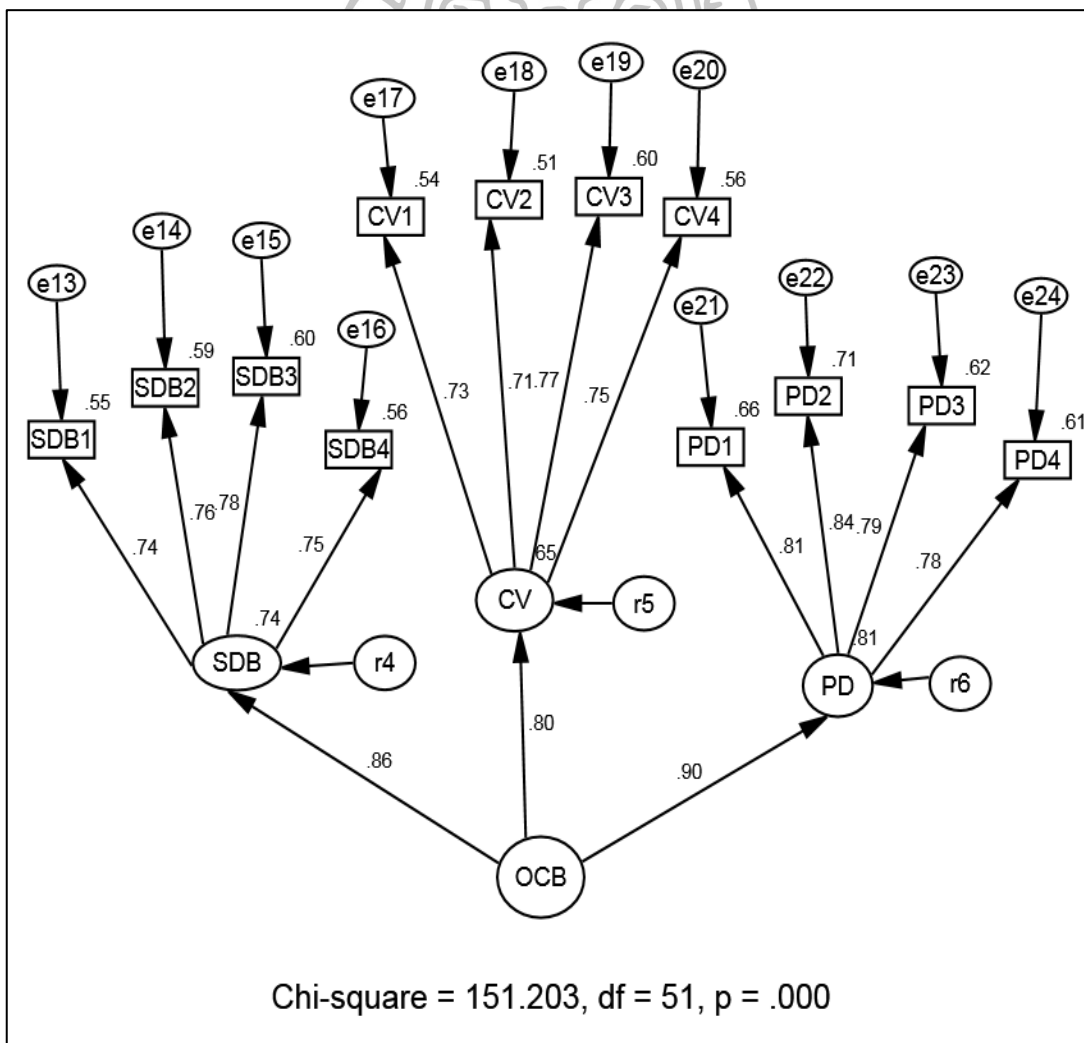 e17
e18
e19
e20
.54
.51
.60
.56
CV1
CV2
CV3
CV4
e13
e14
e15
e16
e21
e22
e23
e24
.55
.59
.60
.56
.66
.71
.62
.61
SDB1
SDB2
SDB3
SDB4
PD1
PD2
PD3
PD4
.73
.71
.77
.75
.74
.76
.78
.75
.81
.84
.79
.78
.74
.65
.81
SDB
r4
CV
r5
PD
r6
.86
.80
.90
OCB
Chi-square = 151.203, df = 51, p = .000